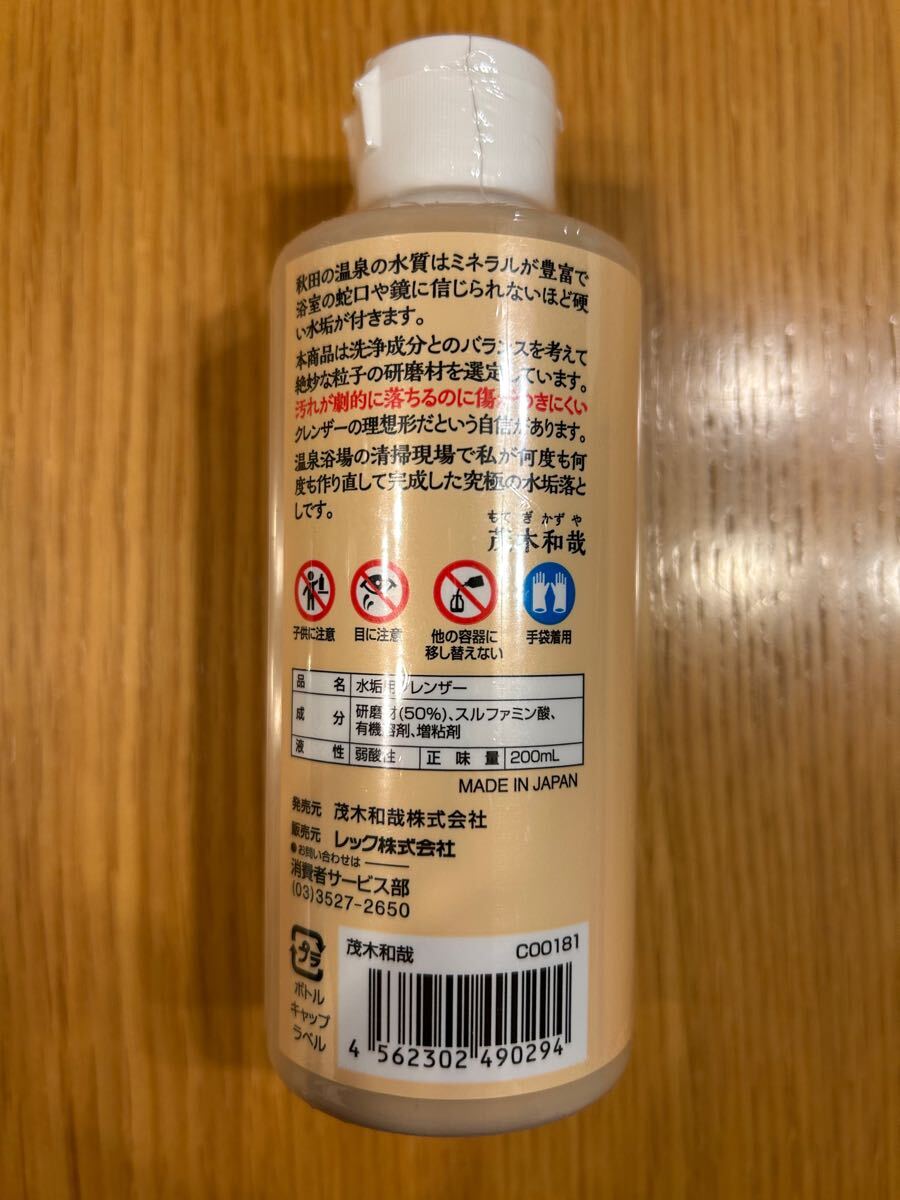 秋田の温泉の水質はミネラルが豊富で
浴室の蛇口や鏡に信じられないほど硬
い水垢が付きます。
本商品は洗浄成分とのバランスを考えて
絶妙な粒子の研磨材を選定しています。
汚れが劇的に落ちるのに傷がつきにくい
クレンザーの理想形だという自信があります。
温泉浴場の清掃現場で私が何度も何
度も作り直して完成した究極の水垢落と
しです。
もてぎかずや
茂木和哉
子供に注意 目に注意 他の容器に移し替えない 手袋着用
品名 水垢用クレンザー
成分 研磨材(50%)、スルファミン酸、
有機溶剤、増粘剤
液性 弱酸性 正味量 200mL
MADE IN JAPAN
発売元 茂木和哉株式会社
販売元 レック株式会社
●お問い合わせは
消費者サービス部
(03)3527-2650
プラ
ボトル
キャップ
ラベル
茂木和哉 C00181
4 562302 490294